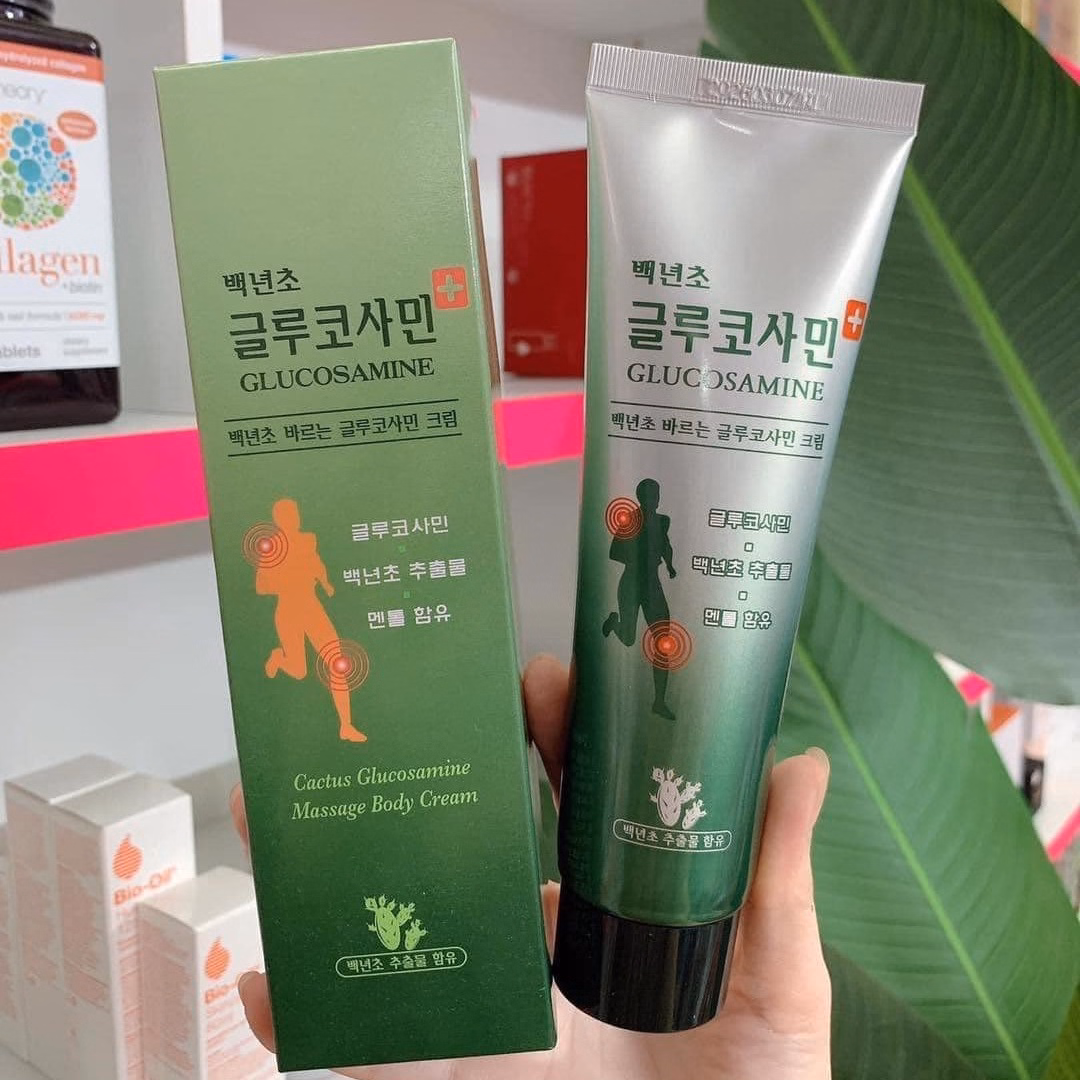 hydrolyzed collagen
+ biotin
백년초
글루코사민
GLUCOSAMINE
백년초 바르는 글루코사민 크림
글루코사민
백년초 추출물
멘톨 함유
Cactus Glucosamine
Massage Body Cream
백년초 추출물 함유
백년초
글루코사민
GLUCOSAMINE
백년초 바르는 글루코사민 크림
글루코사민
백년초 추출물
멘톨 함유
백년초 추출물 함유
Bio-Oil